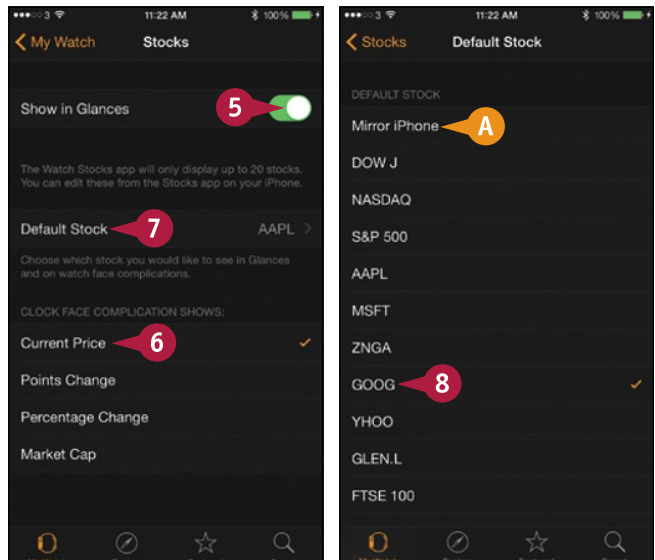 3 11:22 AM 100%
My Watch Stocks
Show in Glances 5
The Watch Stocks app will only display up to 20 stocks.
You can edit these from the Stocks app on your iPhone.
Default Stock 7 AAPL
Choose which stock you would like to see in Glances
and on watch face complications.
CLOCK FACE COMPLICATION SHOWS:
Current Price 6
Points Change
Percentage Change
Market Cap
3 11:22 AM 100%
Stocks Default Stock
DEFAULT STOCK
Mirror iPhone A
DOW J
NASDAQ
S&P 500
AAPL
MSFT
ZNGA
GOOG 8
YHOO
GLEN.L
FTSE 100